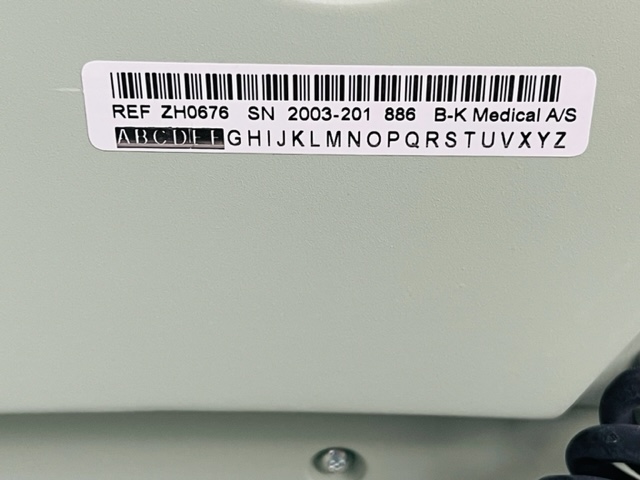 REF ZH0676 SN 2003-201 886 B-K Medical A/S
ABCDEFGHIJKLMNOPQRSTUVXYZ